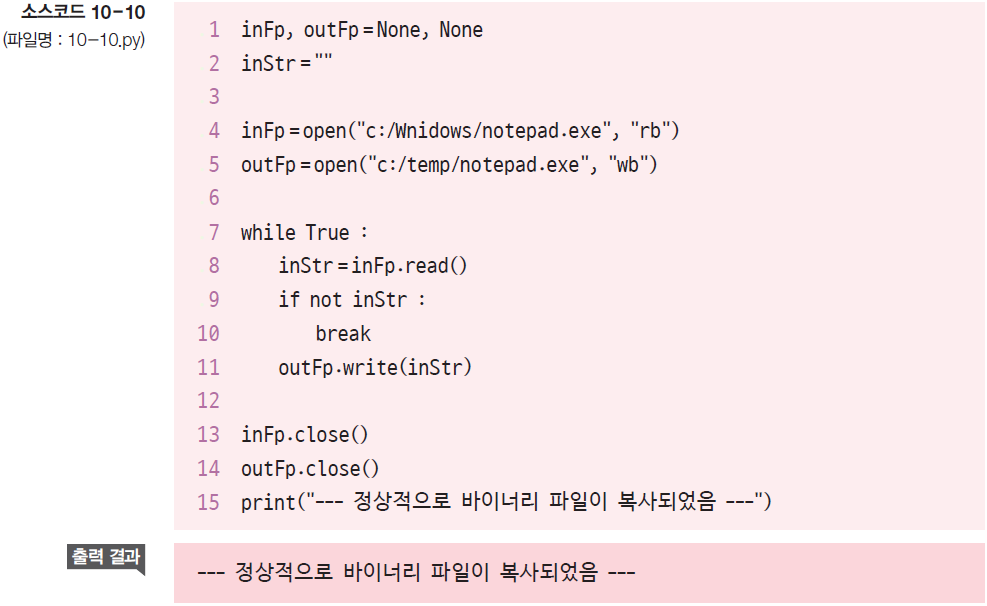 소스코드 10-10
(파일명 : 10-10.py)
1 inFp, outFp=None, None
2 inStr=""
3
4 inFp=open("c:/Wnidows/notepad.exe", "rb")
5 outFp=open("c:/temp/notepad.exe", "wb")
6
7 while True :
8     inStr=inFp.read()
9     if not inStr :
10         break
11     outFp.write(inStr)
12
13 inFp.close()
14 outFp.close()
15 print("--- 정상적으로 바이너리 파일이 복사되었음 ---")
출력 결과
--- 정상적으로 바이너리 파일이 복사되었음 ---